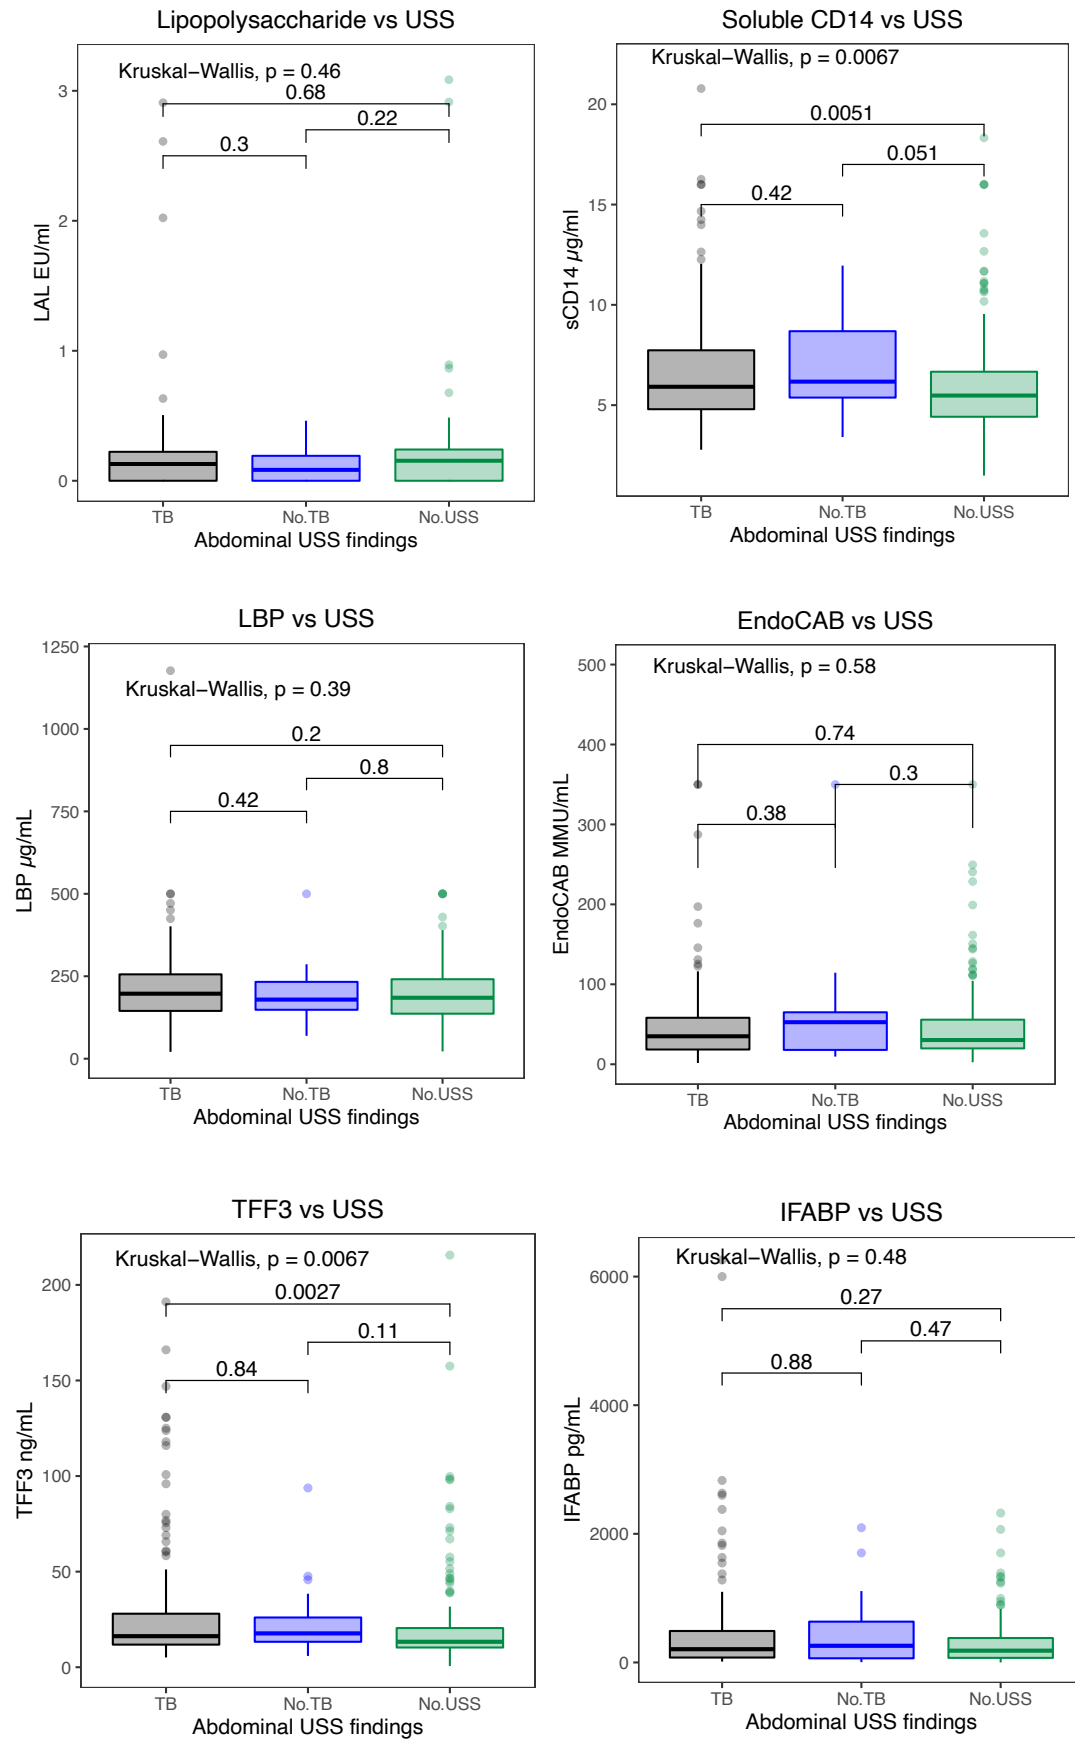 Lipopolysaccharide vs USS
Kruskal−Wallis, p = 0.46
0.68
0.22
0.3
3
2
1
0
LAL EU/ml
TB No.TB No.USS
Abdominal USS findings
Soluble CD14 vs USS
Kruskal−Wallis, p = 0.0067
0.0051
0.051
0.42
20
15
10
5
sCD14 µg/ml
TB No.TB No.USS
Abdominal USS findings
LBP vs USS
Kruskal−Wallis, p = 0.39
0.2
0.8
0.42
1250
1000
750
500
250
0
LBP µg/mL
TB No.TB No.USS
Abdominal USS findings
EndoCAB vs USS
Kruskal−Wallis, p = 0.58
0.74
0.3
0.38
500
400
300
200
100
0
EndoCAB MMU/mL
TB No.TB No.USS
Abdominal USS findings
TFF3 vs USS
Kruskal−Wallis, p = 0.0067
0.0027
0.11
0.84
200
150
100
50
0
TFF3 ng/mL
TB No.TB No.USS
Abdominal USS findings
IFABP vs USS
Kruskal−Wallis, p = 0.48
0.27
0.47
0.88
6000
4000
2000
0
IFABP pg/mL
TB No.TB No.USS
Abdominal USS findings